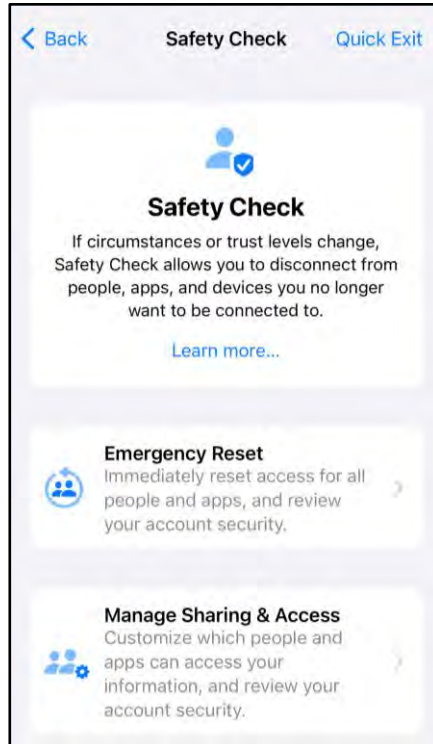 Back Safety Check Quick Exit
Safety Check
If circumstances or trust levels change,
Safety Check allows you to disconnect from
people, apps, and devices you no longer
want to be connected to.
Learn more...
Emergency Reset
Immediately reset access for all
people and apps, and review
your account security.
Manage Sharing & Access
Customize which people and
apps can access your
information, and review your
account security.